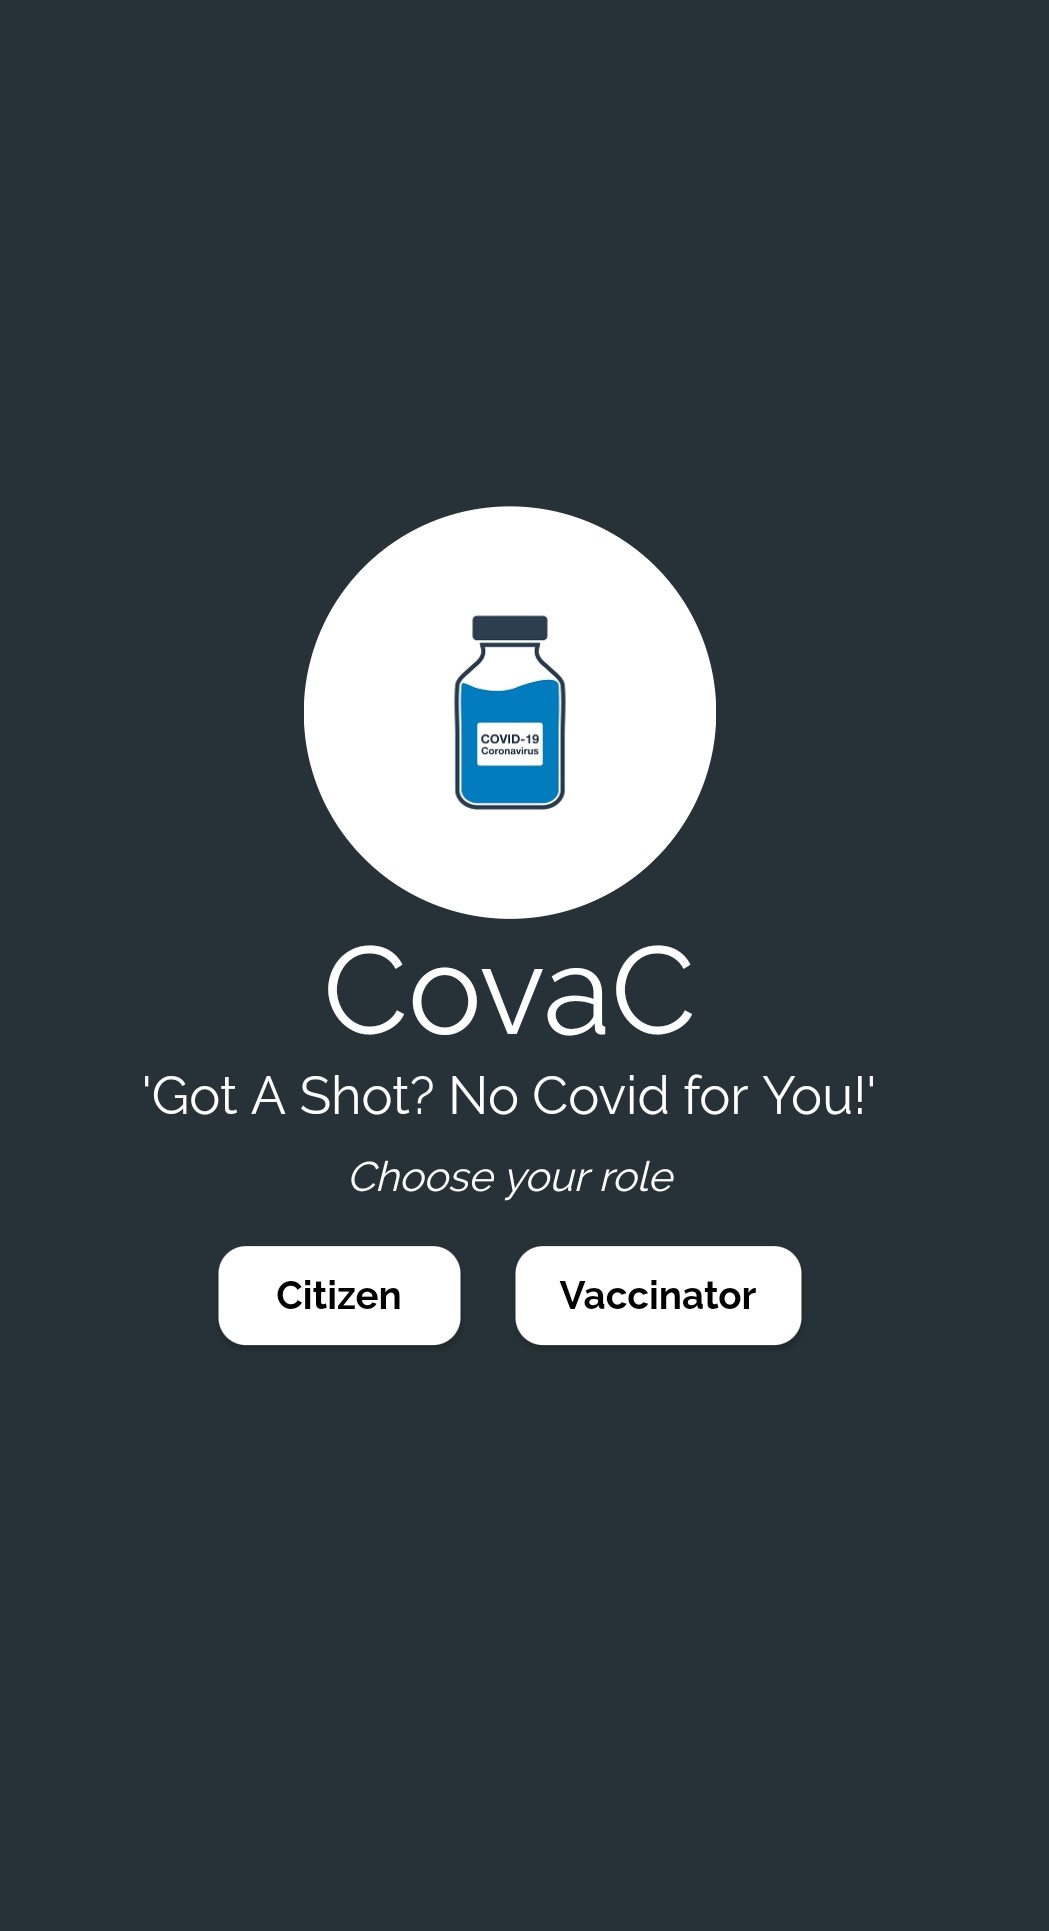 COVID-19
Coronavirus
CovaC
'Got A Shot? No Covid for You!'
Choose your role
Citizen
Vaccinator